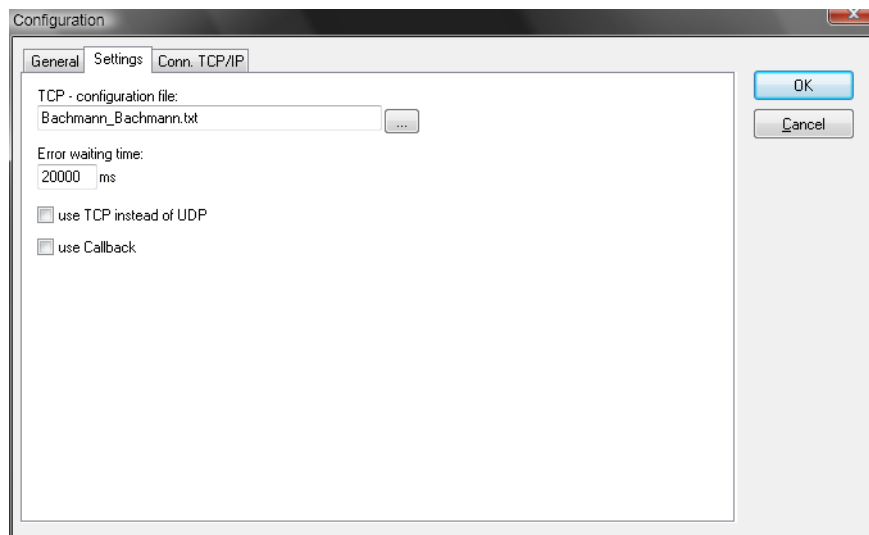 Configuration
General Settings Conn. TCP/IP
TCP - configuration file:
Bachmann_Bachmann.txt ...
Error waiting time:
20000 ms
use TCP instead of UDP
use Callback
OK
Cancel